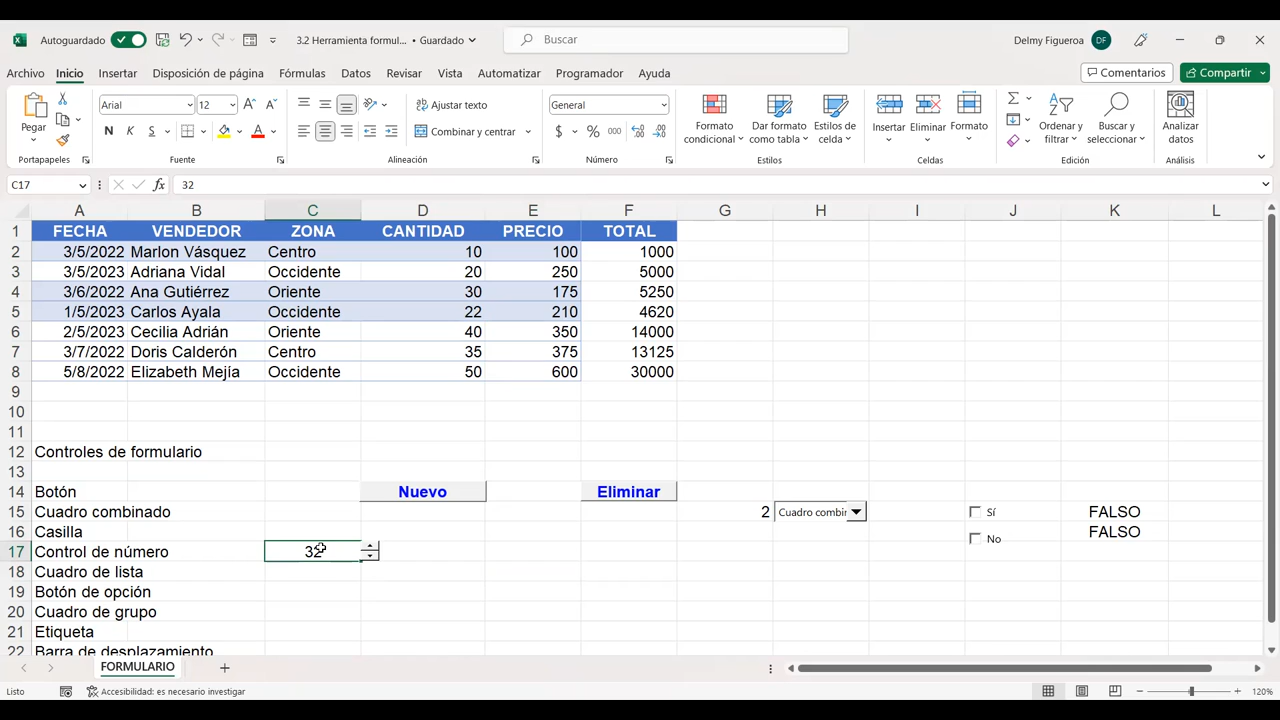 Autoguardado 3.2 Herramienta formul... • Guardado Buscar Delmy Figueroa DF
Archivo Inicio Insertar Disposición de página Fórmulas Datos Revisar Vista Automatizar Programador Ayuda Comentarios Compartir
Pegar Arial 12 Ajustar texto General Formato condicional Dar formato como tabla Estilos de celda Insertar Eliminar Formato Ordenar y filtrar Buscar y seleccionar Analizar datos
N K S Combinar y centrar $ % 000
Portapapeles Fuente Alineación Número Estilos Celdas Edición Análisis
C17 fx 32
A B C D E F G H I J K L
1 FECHA VENDEDOR ZONA CANTIDAD PRECIO TOTAL
2 3/5/2022 Marlon Vásquez Centro 10 100 1000
3 3/5/2023 Adriana Vidal Occidente 20 250 5000
4 3/6/2022 Ana Gutiérrez Oriente 30 175 5250
5 1/5/2023 Carlos Ayala Occidente 22 210 4620
6 2/5/2023 Cecilia Adrián Oriente 40 350 14000
7 3/7/2022 Doris Calderón Centro 35 375 13125
8 5/8/2022 Elizabeth Mejía Occidente 50 600 30000
9
10
11
12 Controles de formulario
13
14 Botón Nuevo Eliminar
15 Cuadro combinado 2 Cuadro combin Sí FALSO
16 Casilla No FALSO
17 Control de número 32
18 Cuadro de lista
19 Botón de opción
20 Cuadro de grupo
21 Etiqueta
22 Barra de desplazamiento
FORMULARIO
Listo Accesibilidad: es necesario investigar 120%